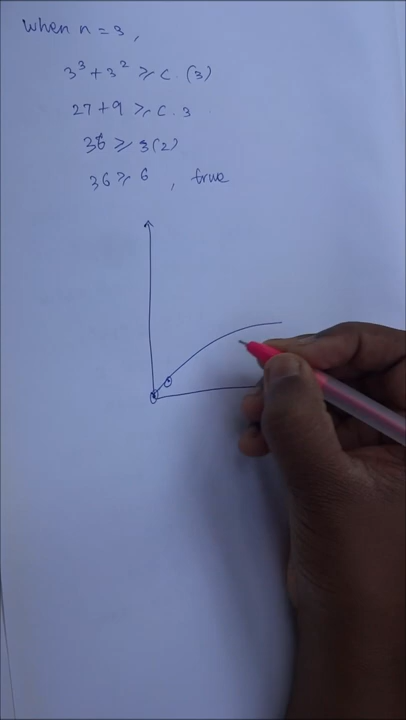 when n = 3,
3³ + 3² ⩾ c. (3)
27 + 9 ⩾ c. 3
36 ⩾ 3(2)
36 ⩾ 6 , true